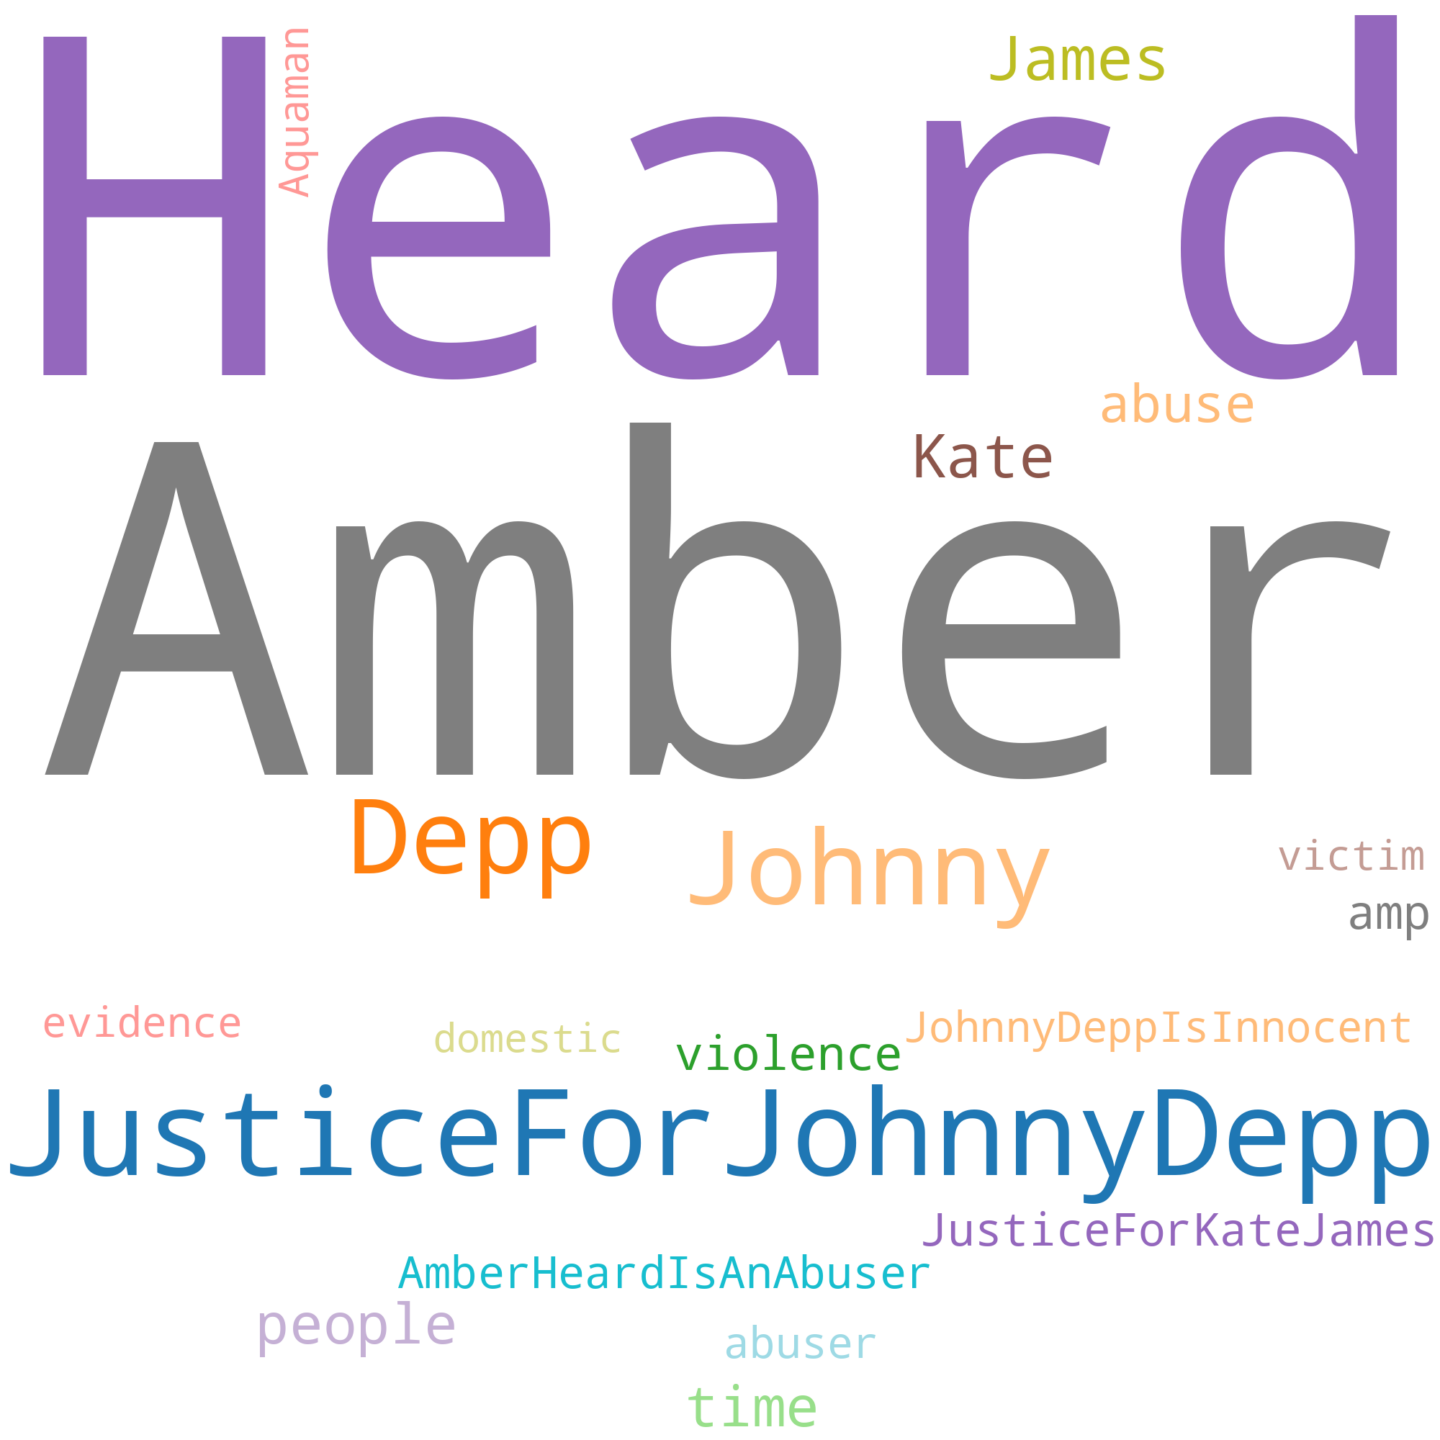 Heard
Aquaman
James
abuse
Kate
Amber
Depp
Johnny
victim
amp
evidence
domestic
violence
JohnnyDeppIsInnocent
JusticeForJohnnyDepp
JusticeForKateJames
AmberHeardIsAnAbuser
people
abuser
time